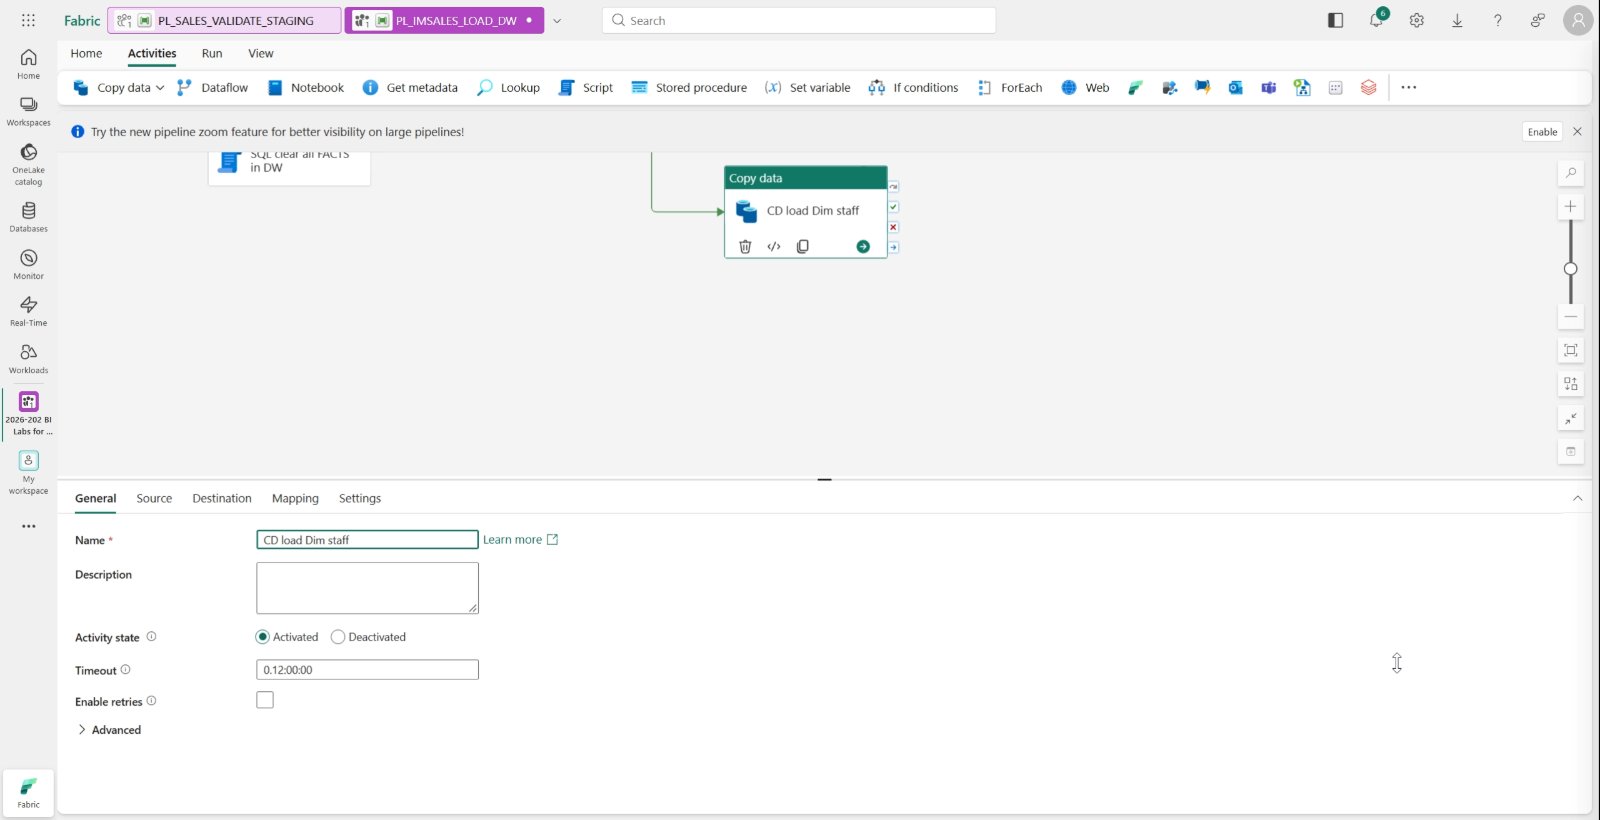 Fabric
PL_SALES_VALIDATE_STAGING
PL_IMSALES_LOAD_DW
Search
6
Home
Activities
Run
View
Copy data
Dataflow
Notebook
Get metadata
Lookup
Script
Stored procedure
(x) Set variable
If conditions
ForEach
Web
Try the new pipeline zoom feature for better visibility on large pipelines!
Enable
Home
Workspaces
OneLake
catalog
Databases
Monitor
Real-Time
Workloads
2026-202 BI
Labs for ...
My
workspace
Fabric
SQL clear all FACTS
in DW
Copy data
CD load Dim staff
General
Source
Destination
Mapping
Settings
Name *
CD load Dim staff
Learn more
Description
Activity state
Activated
Deactivated
Timeout
0.12:00:00
Enable retries
Advanced